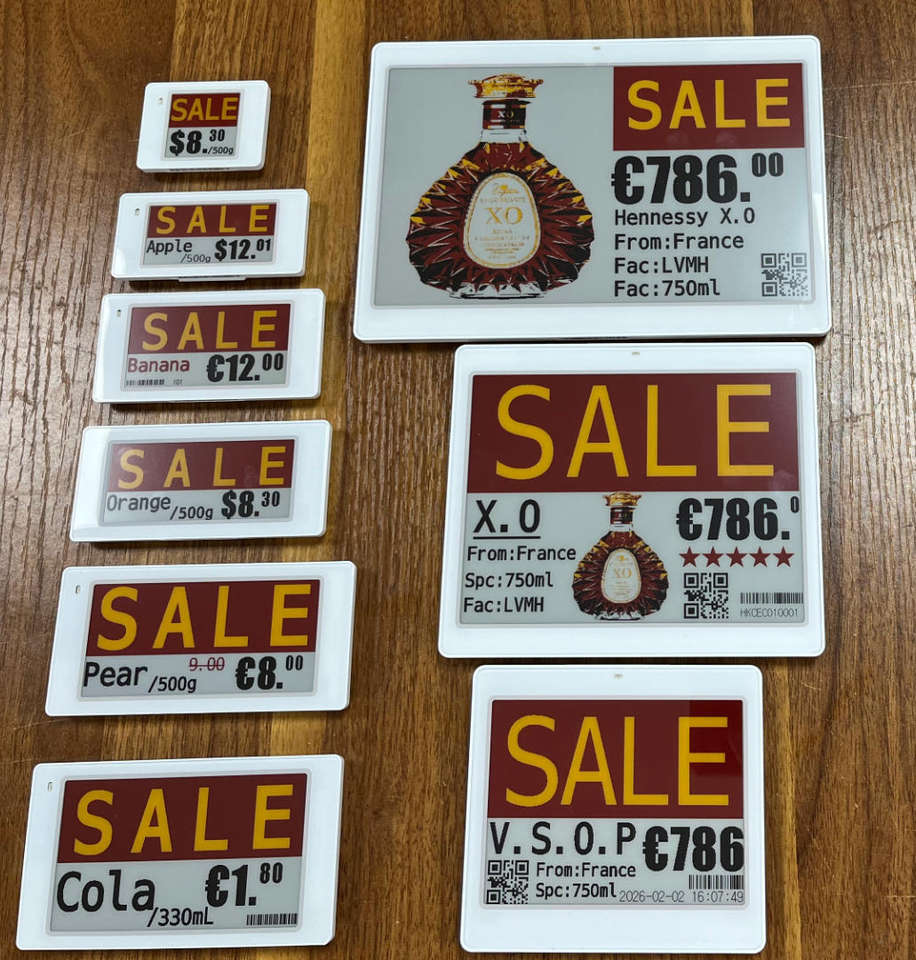 SALE
$8.30/500g
SALE
Apple
/500g $12.01
SALE
Banana €12.00
101
SALE
Orange/500g $8.30
SALE
9.00
Pear/500g €8.00
SALE
Cola/330mL €1.80
SALE
€786.00
Hennessy X.O
From:France
Fac:LVMH
Fac:750ml
XO
XO
SALE
X.O €786.0
From:France ★★★★★
Spc:750ml
Fac:LVMH
XO
HKCEC010001
SALE
V.S.O.P €786
From:France
Spc:750ml 2026-02-02 16:07:49